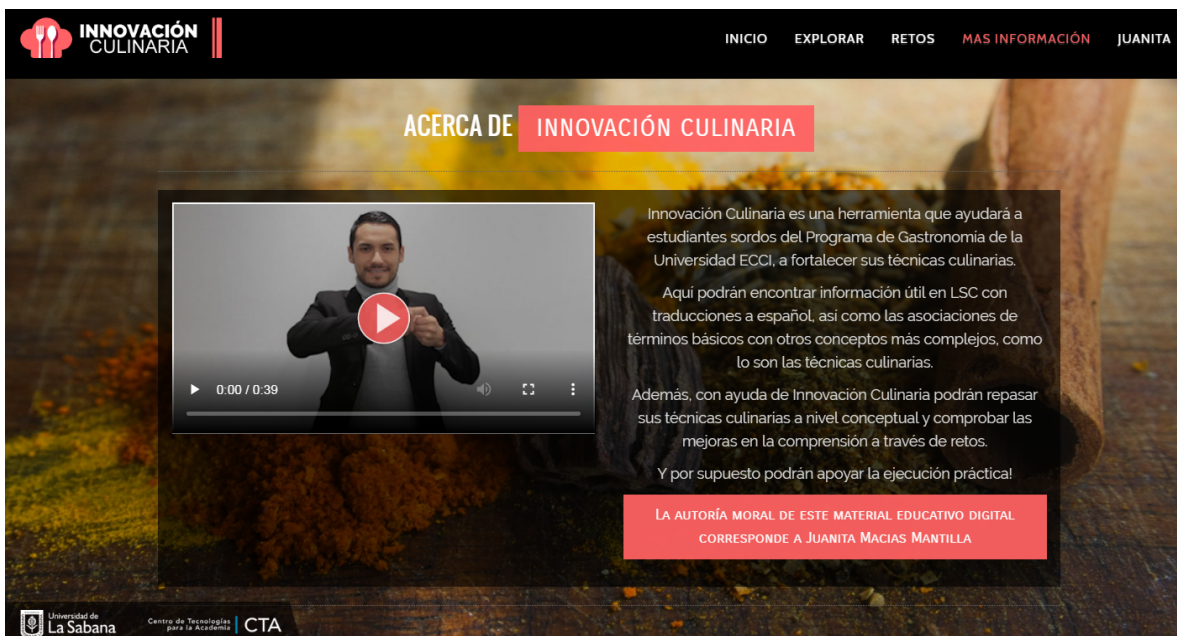 INNOVACIÓN
CULINARIA
INICIO EXPLORAR RETOS MAS INFORMACIÓN JUANITA
ACERCA DE INNOVACIÓN CULINARIA
0:00 / 0:39
Innovación Culinaria es una herramienta que ayudará a
estudiantes sordos del Programa de Gastronomía de la
Universidad ECCI, a fortalecer sus técnicas culinarias.
Aquí podrán encontrar información útil en LSC con
traducciones a español, así como las asociaciones de
términos básicos con otros conceptos más complejos, como
lo son las técnicas culinarias.
Además, con ayuda de Innovación Culinaria podrán repasar
sus técnicas culinarias a nivel conceptual y comprobar las
mejoras en la comprensión a través de retos.
Y por supuesto podrán apoyar la ejecución práctica!
La autoría moral de este material educativo digital
corresponde a Juanita Macias Mantilla
Universidad de
La Sabana
Centro de Tecnologías
para la Academia
CTA